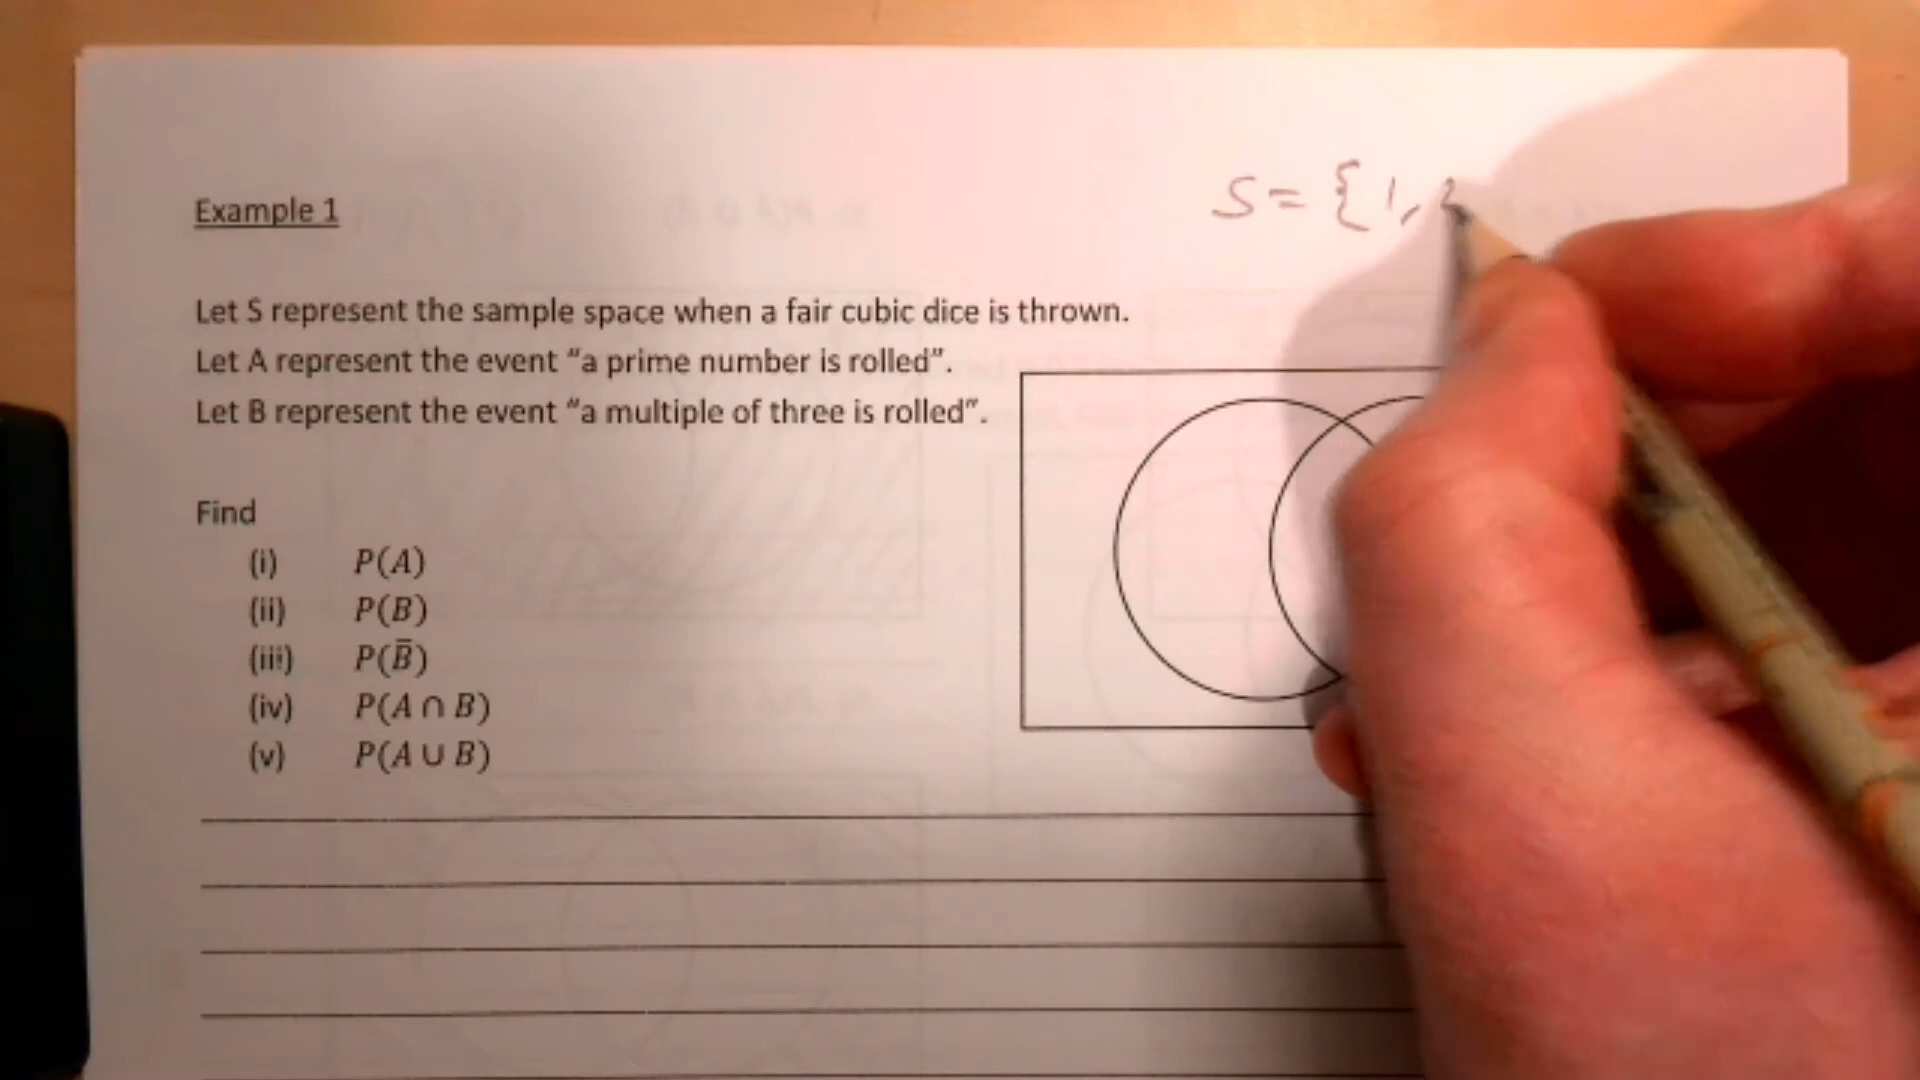 S = {1,
Example 1
Let S represent the sample space when a fair cubic dice is thrown.
Let A represent the event “a prime number is rolled”.
Let B represent the event “a multiple of three is rolled”.
Find
(i) P(A)
(ii) P(B)
(iii) P(B̅)
(iv) P(A ∩ B)
(v) P(A ∪ B)